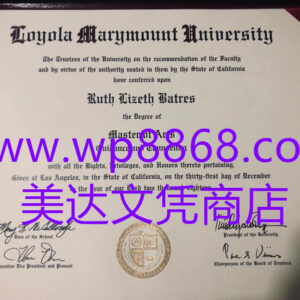 Loyola Marymount University
The Trustees of the University on the recommendation of the Faculty
and by virtue of the authority vested in them by the State of California
have conferred upon
Ruth Lizeth Batres
the Degree of
Master of Arts
Guidance and Counseling
with all the Rights, Privileges, and Honors thereto pertaining.
Given at Los Angeles, in the State of California, on the thirty-first day of December
in the Year of our Lord two thousand eighteen
美达文凭商店
Dean of the School
President of the University
Executive Vice President and Provost
Chairperson of the Board of Trustees